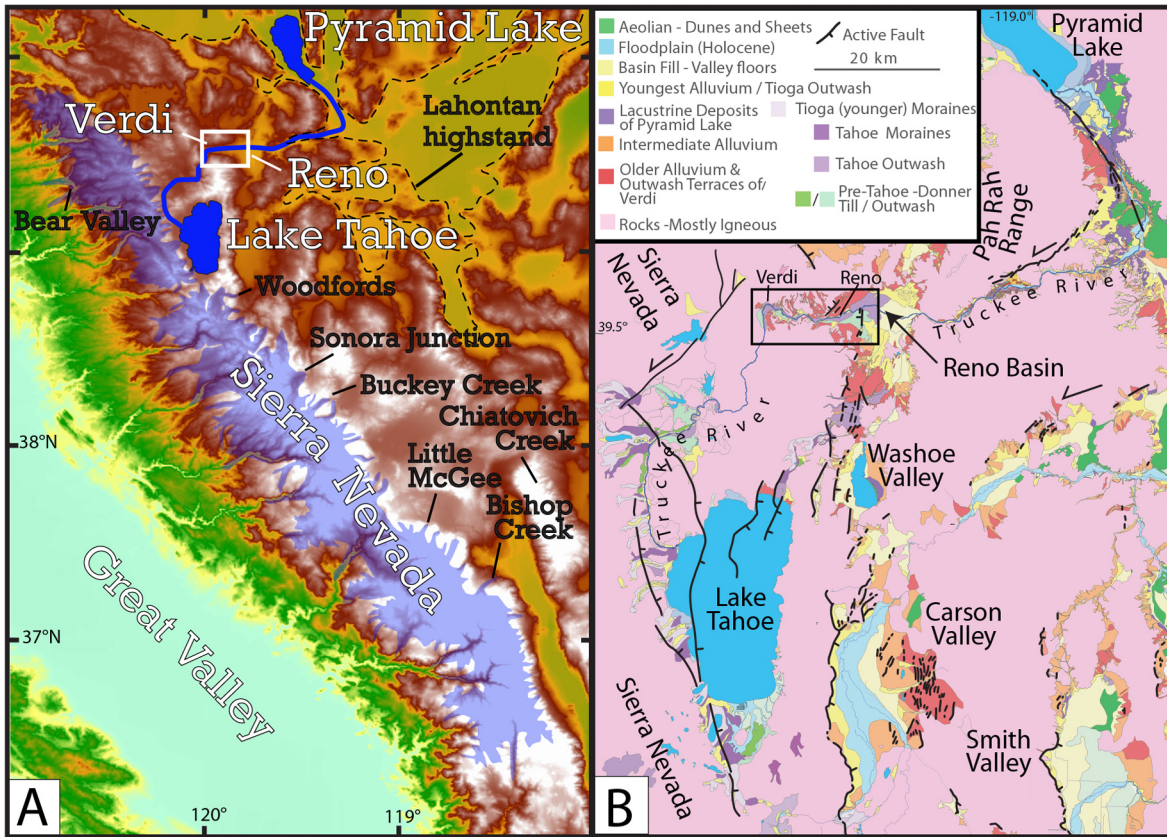 Pyramid Lake
Verdi
Lahontan
highstand
Reno
Bear Valley
Lake Tahoe
Woodfords
Sonora Junction
Buckey Creek
Chiatovich
Creek
Sierra Nevada
38°N
Little
McGee
Bishop
Creek
Great Valley
37°N
A
120°
119°
Aeolian - Dunes and Sheets
Floodplain (Holocene)
Basin Fill - Valley floors
Youngest Alluvium / Tioga Outwash
Lacustrine Deposits
of Pyramid Lake
Intermediate Alluvium
Older Alluvium &
Outwash Terraces of/
Verdi
Rocks -Mostly Igneous
Active Fault
20 km
Tioga (younger) Moraines
Tahoe Moraines
Tahoe Outwash
/
Pre-Tahoe -Donner
Till / Outwash
-119.0°
Pyramid
Lake
Pah Rah
Range
Sierra
Nevada
Verdi
Reno
39.5°
Truckee River
Reno Basin
Truckee River
Washoe
Valley
Truckee River
Lake
Tahoe
Carson
Valley
Sierra Nevada
Smith
Valley
B